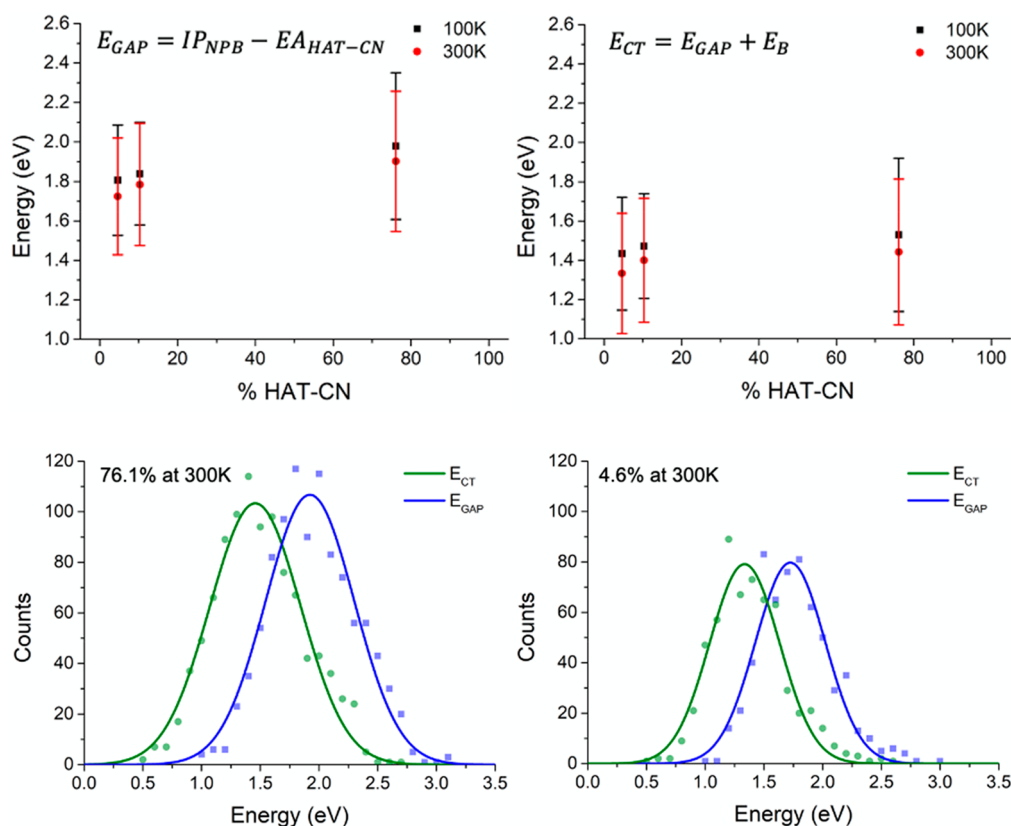 E_GAP = IP_NPB − EA_HAT−CN
100K
300K
2.6
2.4
2.2
2.0
1.8
1.6
1.4
1.2
1.0
Energy (eV)
0 20 40 60 80 100
% HAT-CN
E_CT = E_GAP + E_B
100K
300K
2.6
2.4
2.2
2.0
1.8
1.6
1.4
1.2
1.0
Energy (eV)
0 20 40 60 80 100
% HAT-CN
76.1% at 300K
E_CT
E_GAP
120
100
80
60
40
20
0
Counts
0.0 0.5 1.0 1.5 2.0 2.5 3.0 3.5
Energy (eV)
4.6% at 300K
E_CT
E_GAP
120
100
80
60
40
20
0
Counts
0.0 0.5 1.0 1.5 2.0 2.5 3.0 3.5
Energy (eV)